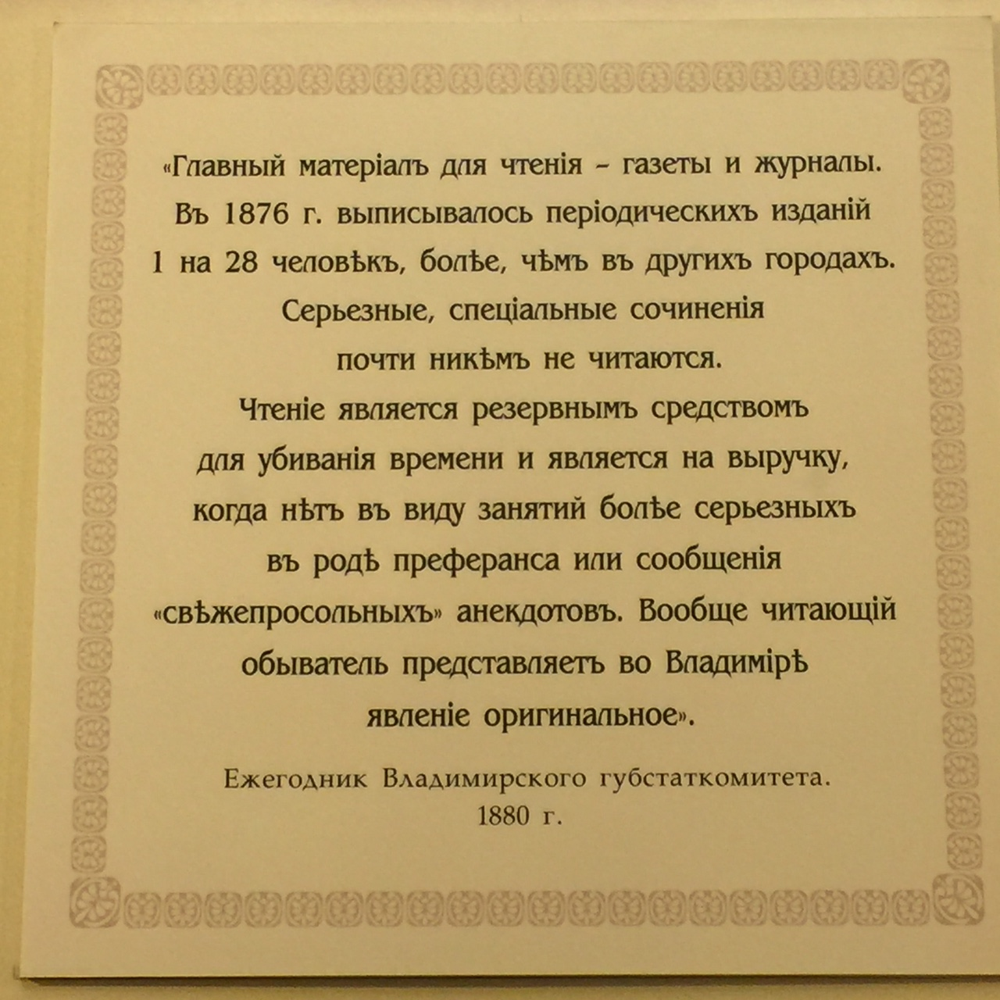 «Главный матеріалъ для чтенія – газеты и журналы.
Въ 1876 г. выписывалось періодическихъ изданій
1 на 28 человѣкъ, болѣе, чѣмъ въ другихъ городахъ.
Серьезные, спеціальные сочиненія
почти никѣмъ не читаются.
Чтеніе является резервнымъ средствомъ
для убиванія времени и является на выручку,
когда нѣтъ въ виду занятий болѣе серьезныхъ
въ родѣ преферанса или сообщенія
«свѣжепросольныхъ» анекдотовъ. Вообще читающій
обыватель представляетъ во Владимірѣ
явленіе оригинальное».
Ежегодник Владимирского губстаткомитета.
1880 г.